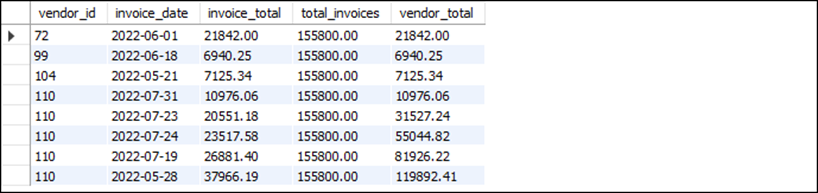 vendor_id invoice_date invoice_total total_invoices vendor_total
72 2022-06-01 21842.00 155800.00 21842.00
99 2022-06-18 6940.25 155800.00 6940.25
104 2022-05-21 7125.34 155800.00 7125.34
110 2022-07-31 10976.06 155800.00 10976.06
110 2022-07-23 20551.18 155800.00 31527.24
110 2022-07-24 23517.58 155800.00 55044.82
110 2022-07-19 26881.40 155800.00 81926.22
110 2022-05-28 37966.19 155800.00 119892.41